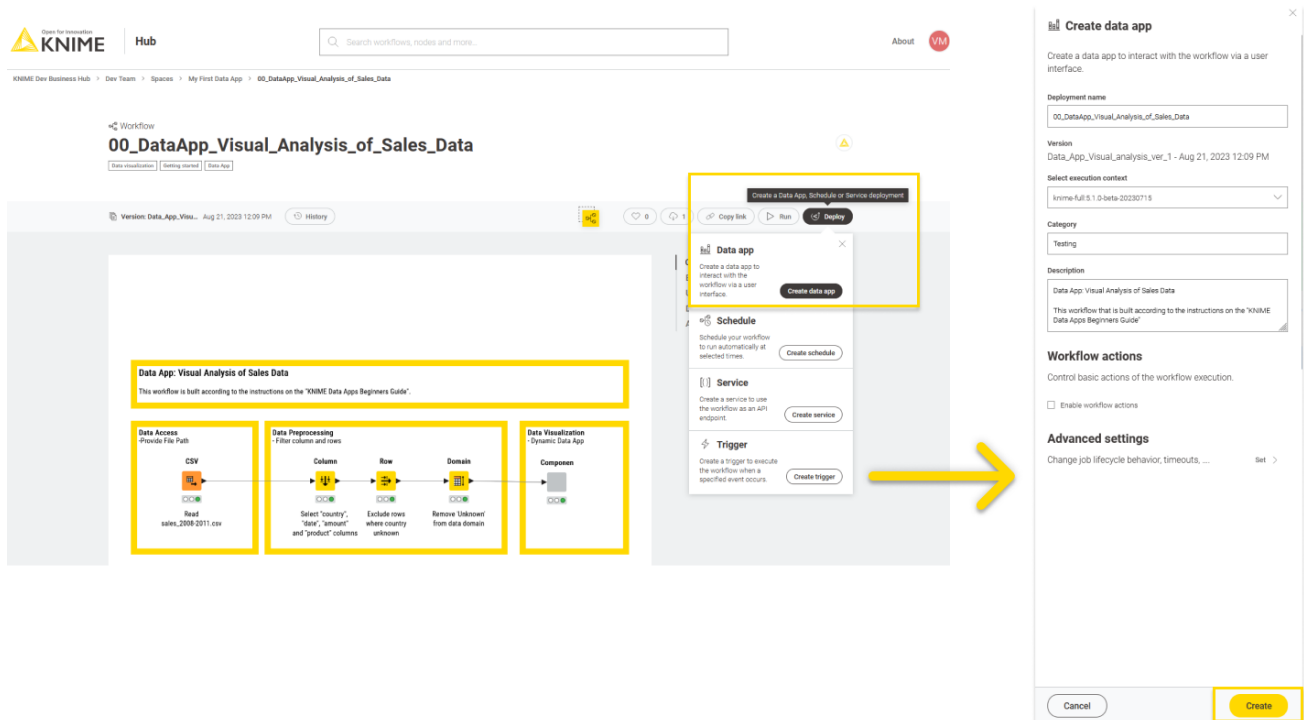 Open for Innovation
KNIME
Hub
Search workflows, nodes and more...
About
VM
KNIME Dev Business Hub > Dev Team > Spaces > My First Data App > 00_DataApp_Visual_Analysis_of_Sales_Data
Workflow
00_DataApp_Visual_Analysis_of_Sales_Data
Data visualization
Getting started
Data App
Create a Data App, Schedule or Service deployment
Version: Data_App_Visu... Aug 21, 2023 12:09 PM
History
0
1
Copy link
Run
Deploy
Data app
Create a data app to
interact with the
workflow via a user
interface.
Create data app
Schedule
Schedule your workflow
to run automatically at
selected times.
Create schedule
Service
Create a service to use
the workflow as an API
endpoint.
Create service
Trigger
Create a trigger to execute
the workflow when a
specified event occurs.
Create trigger
Data App: Visual Analysis of Sales Data
This workflow is built according to the instructions on the "KNIME Data Apps Beginners Guide".
Data Access
-Provide File Path
CSV
Read
sales_2008-2011.csv
Data Preprocessing
- Filter column and rows
Column
Select "country",
"date", "amount"
and "product" columns
Row
Exclude rows
where country
unknown
Domain
Remove 'Unknown'
from data domain
Data Visualization
- Dynamic Data App
Componen
Create data app
Create a data app to interact with the workflow via a user
interface.
Deployment name
00_DataApp_Visual_Analysis_of_Sales_Data
Version
Data_App_Visual_analysis_ver_1 - Aug 21, 2023 12:09 PM
Select execution context
knime-full:5.1.0-beta-20230715
Category
Testing
Description
Data App: Visual Analysis of Sales Data
This workflow that is built according to the instructions on the "KNIME
Data Apps Beginners Guide"
Workflow actions
Control basic actions of the workflow execution.
Enable workflow actions
Advanced settings
Change job lifecycle behavior, timeouts, ...
Set >
Cancel
Create